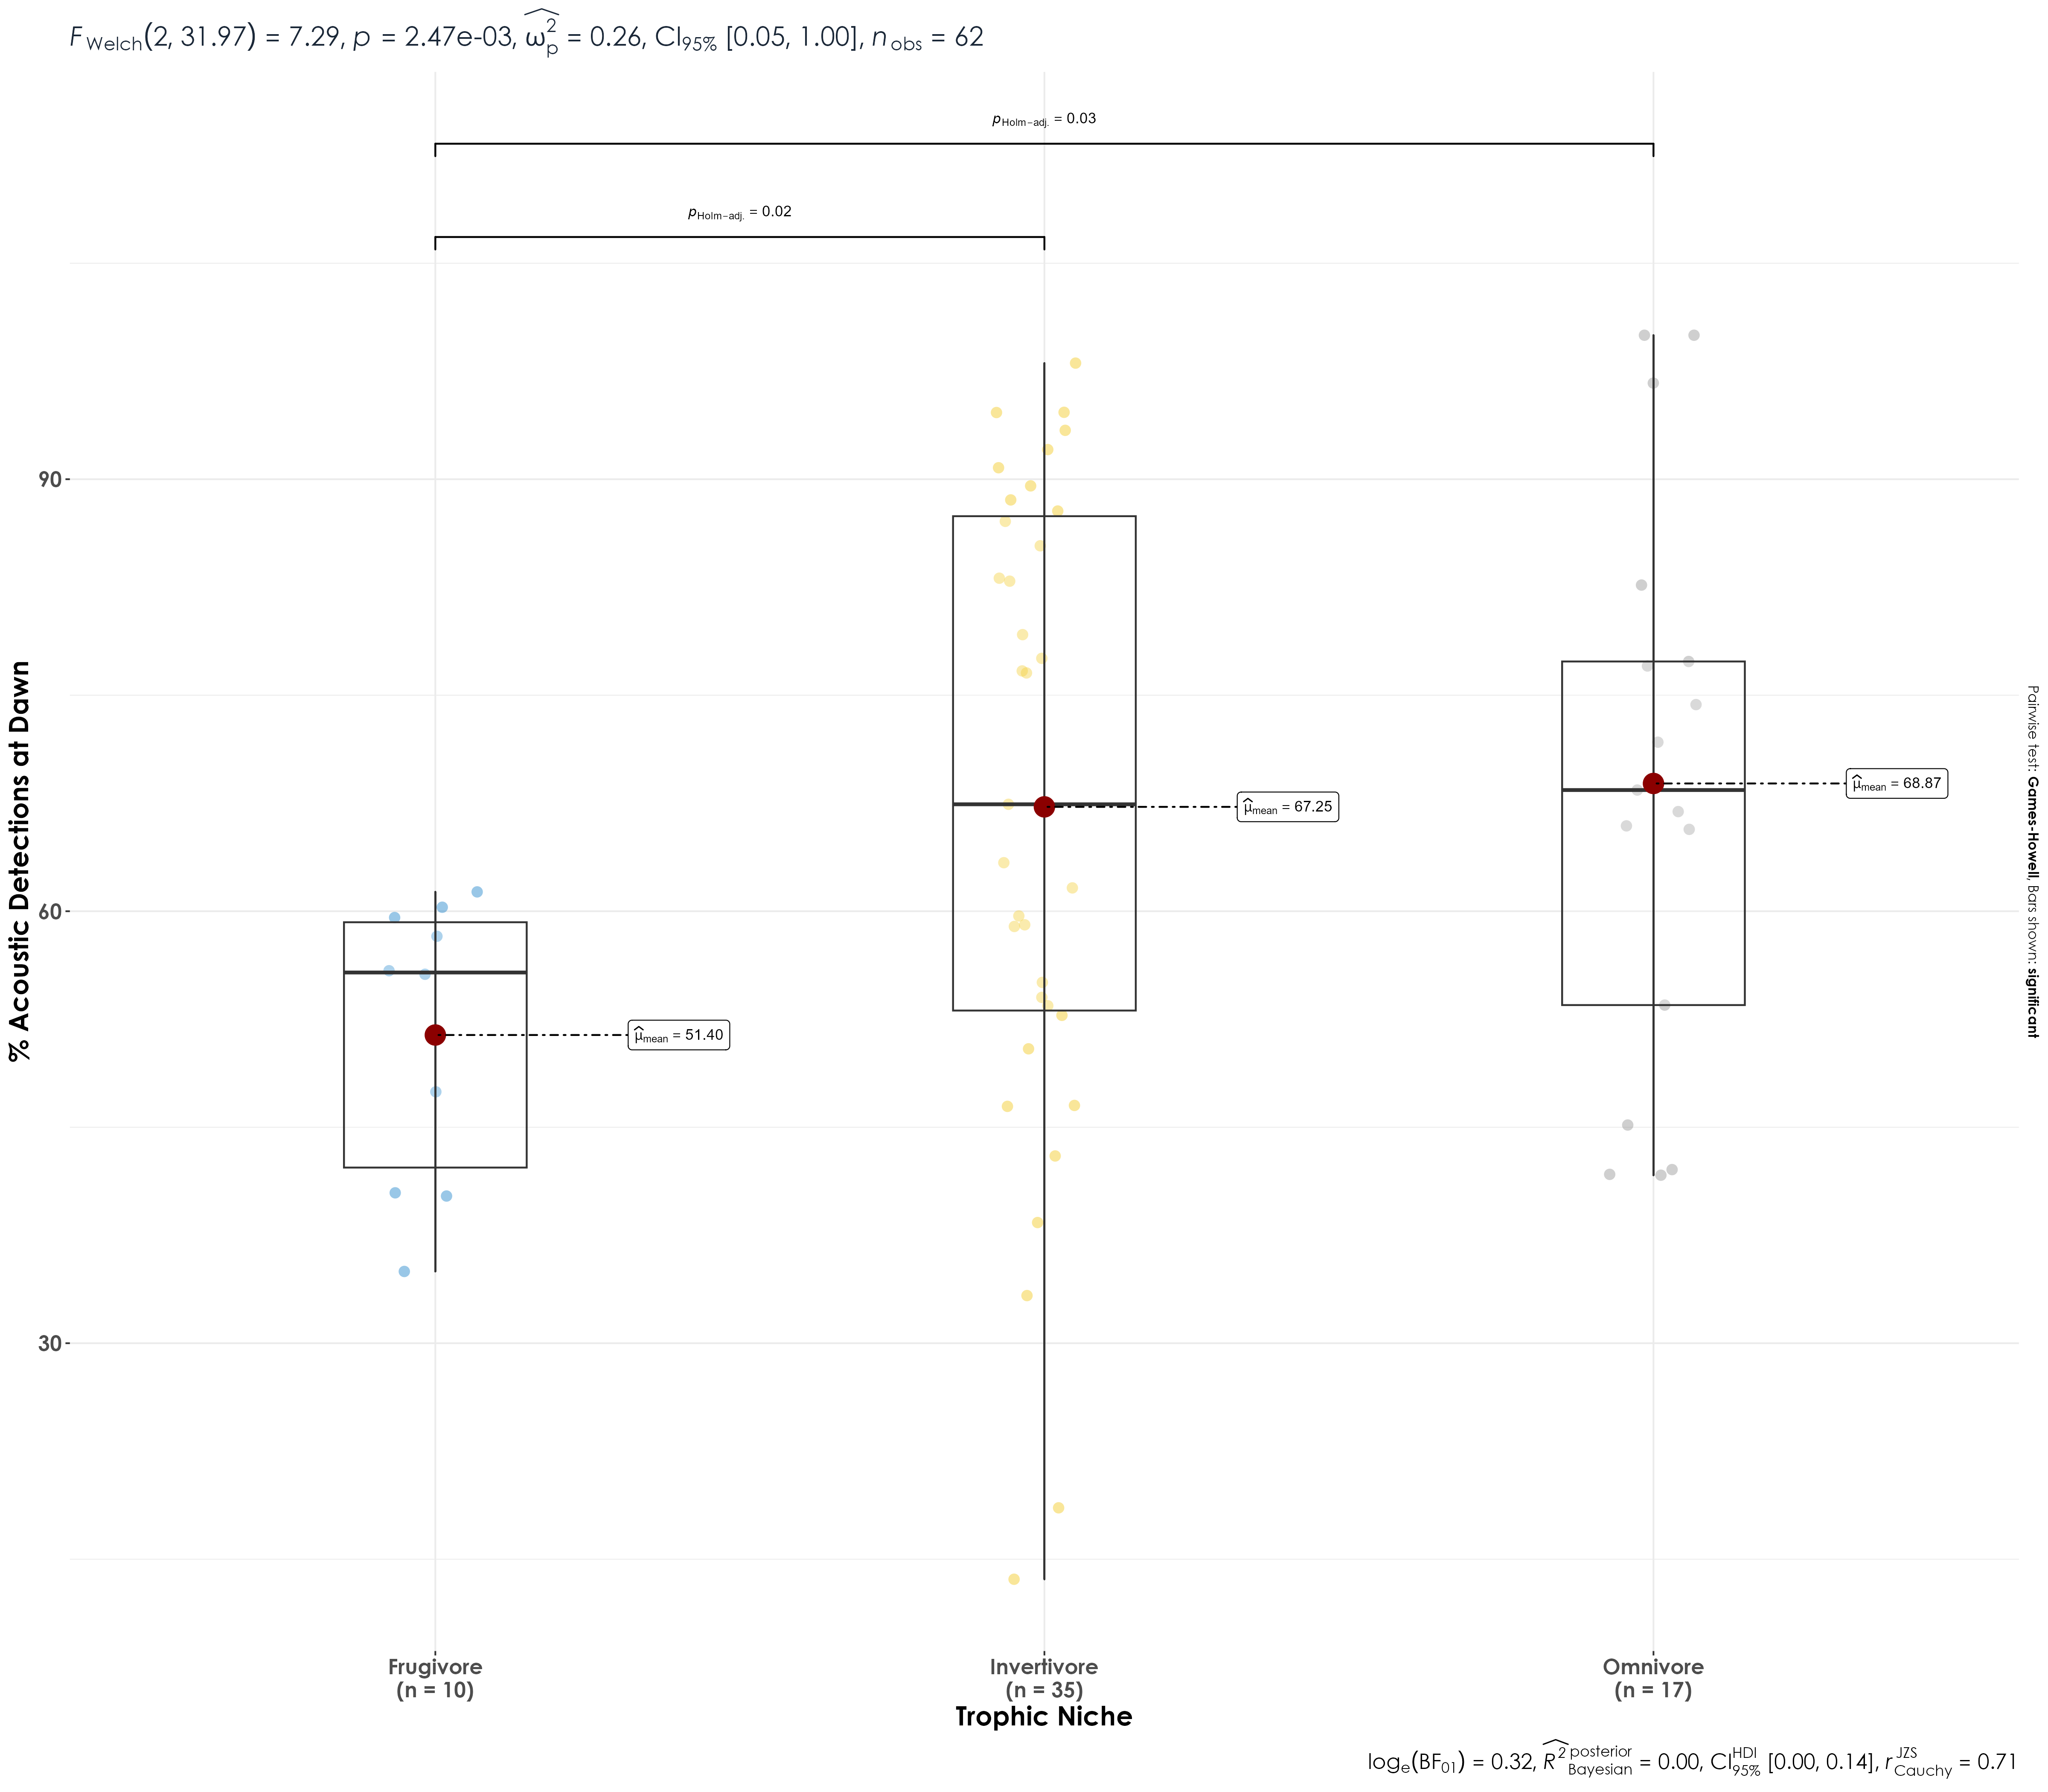 F Welch(2, 31.97) = 7.29, p = 2.47e-03, ω̂²p = 0.26, CI95% [0.05, 1.00], nobs = 62
pHolm−adj. = 0.03
pHolm−adj. = 0.02
90
60
30
% Acoustic Detections at Dawn
μ̂mean = 51.40
μ̂mean = 67.25
μ̂mean = 68.87
Pairwise test: Games-Howell, Bars shown: significant
Frugivore
(n = 10)
Invertivore
(n = 35)
Omnivore
(n = 17)
Trophic Niche
loge(BF01) = 0.32, R̂² posterior Bayesian = 0.00, CI HDI 95% [0.00, 0.14], r JZS Cauchy = 0.71